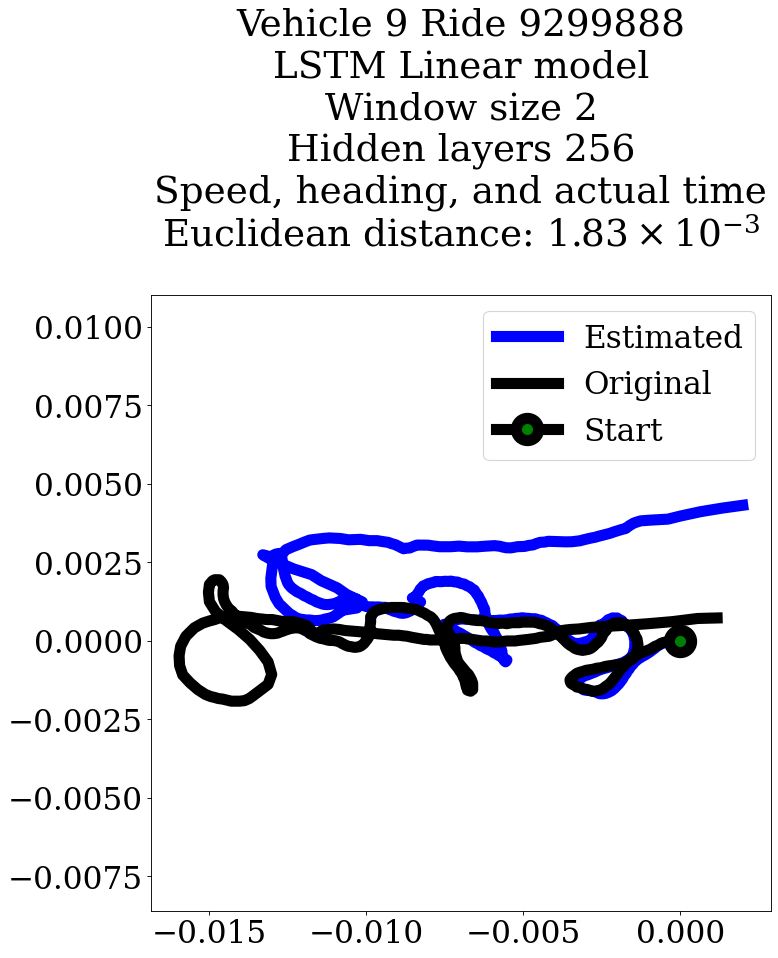 Vehicle 9 Ride 9299888
LSTM Linear model
Window size 2
Hidden layers 256
Speed, heading, and actual time
Euclidean distance: 1.83 × 10⁻³
Estimated
Original
Start
0.0100
0.0075
0.0050
0.0025
0.0000
−0.0025
−0.0050
−0.0075
−0.015 −0.010 −0.005 0.000